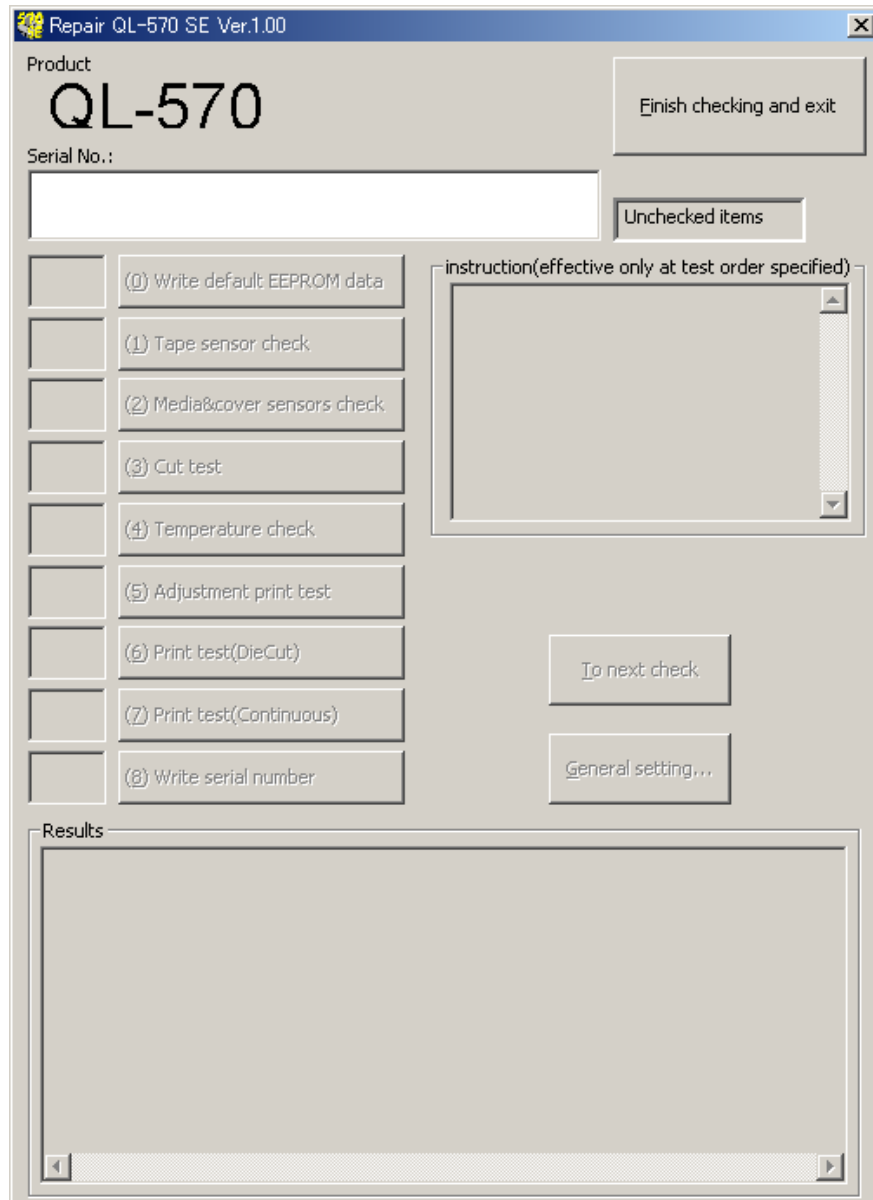 Repair QL-570 SE Ver.1.00
Product
QL-570
Finish checking and exit
Serial No.:
Unchecked items
(0) Write default EEPROM data
instruction(effective only at test order specified)
(1) Tape sensor check
(2) Media&cover sensors check
(3) Cut test
(4) Temperature check
(5) Adjustment print test
(6) Print test(DieCut)
To next check
(7) Print test(Continuous)
General setting...
(8) Write serial number
Results